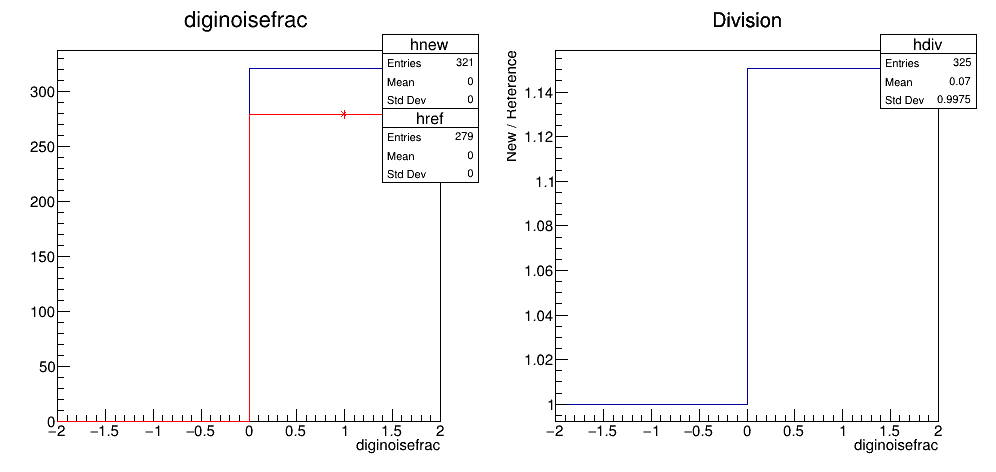 diginoisefrac
hnew
Entries 321
Mean 0
Std Dev 0
href
Entries 279
Mean 0
Std Dev 0
300
250
200
150
100
50
0
−2 −1.5 −1 −0.5 0 0.5 1 1.5 2
diginoisefrac
Division
hdiv
Entries 325
Mean 0.07
Std Dev 0.9975
New / Reference
1.14
1.12
1.1
1.08
1.06
1.04
1.02
1
−2 −1.5 −1 −0.5 0 0.5 1 1.5 2
diginoisefrac